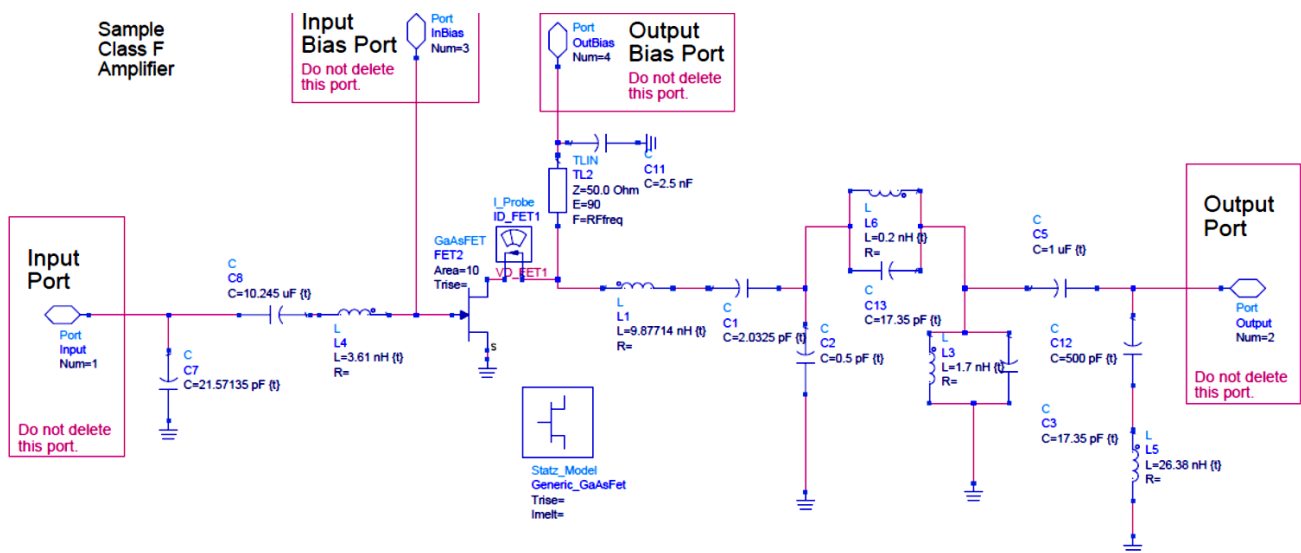 Sample
Class F
Amplifier
Input
Bias Port
Do not delete
this port.
Port
InBias
Num=3
Port
OutBias
Num=4
Output
Bias Port
Do not delete
this port.
TLIN
TL2
Z=50.0 Ohm
E=90
F=RFfreq
C
C11
C=2.5 nF
I_Probe
ID_FET1
VD_FET1
GaAsFET
FET2
Area=10
Trise=
s
Input
Port
Port
Input
Num=1
Do not delete
this port.
C
C8
C=10.245 uF {t}
C
C7
C=21.57135 pF {t}
L
L4
L=3.61 nH {t}
R=
Statz_Model
Generic_GaAsFet
Trise=
Imelt=
L
L1
L=9.87714 nH {t}
R=
C
C1
C=2.0325 pF {t}
C
C2
C=0.5 pF {t}
L
L6
L=0.2 nH {t}
R=
C
C13
C=17.35 pF {t}
L
L3
L=1.7 nH {t}
R=
C
C3
C=17.35 pF {t}
C
C5
C=1 uF {t}
C
C12
C=500 pF {t}
L
L5
L=26.38 nH {t}
R=
Output
Port
Port
Output
Num=2
Do not delete
this port.